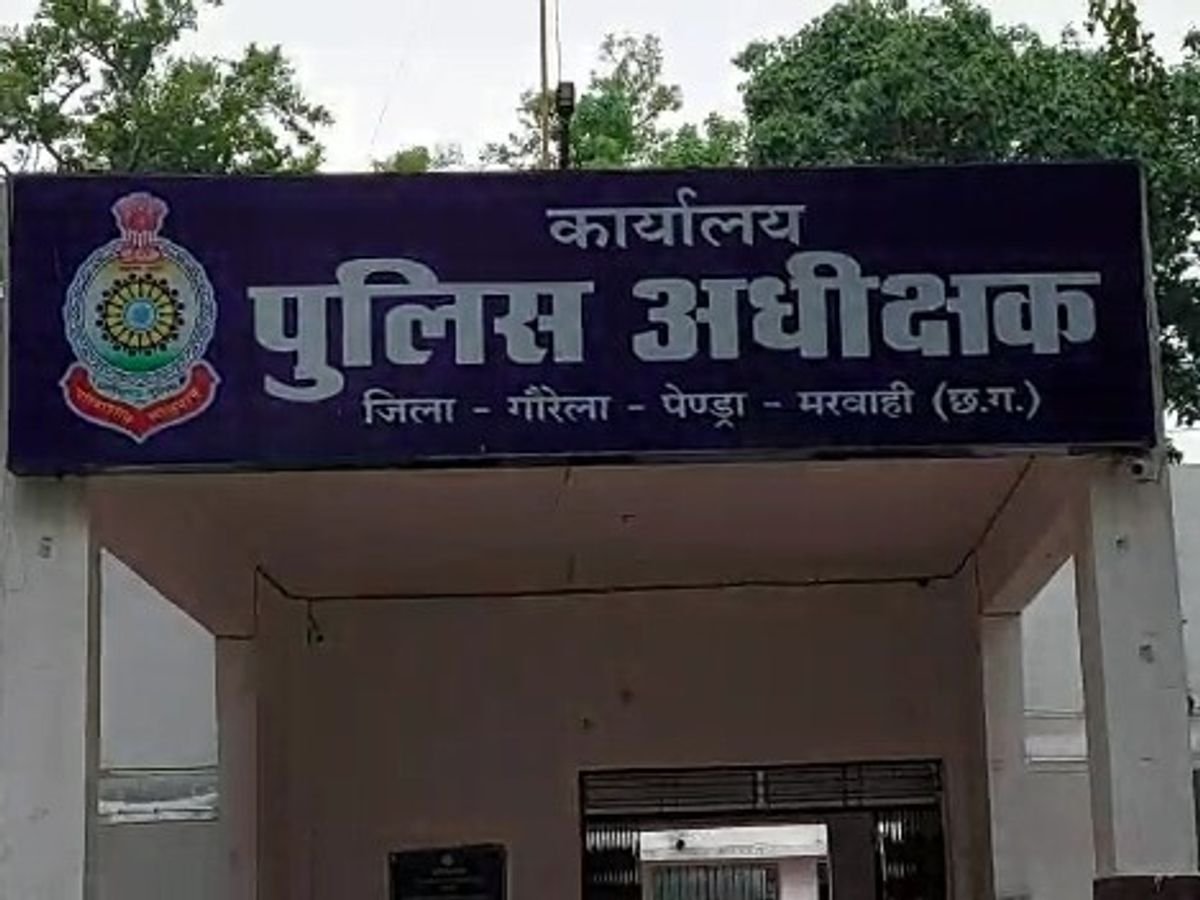 कार्यालय
पुलिस अधीक्षक
जिला - गौरेला - पेण्ड्रा - मरवाही (छ.ग.)